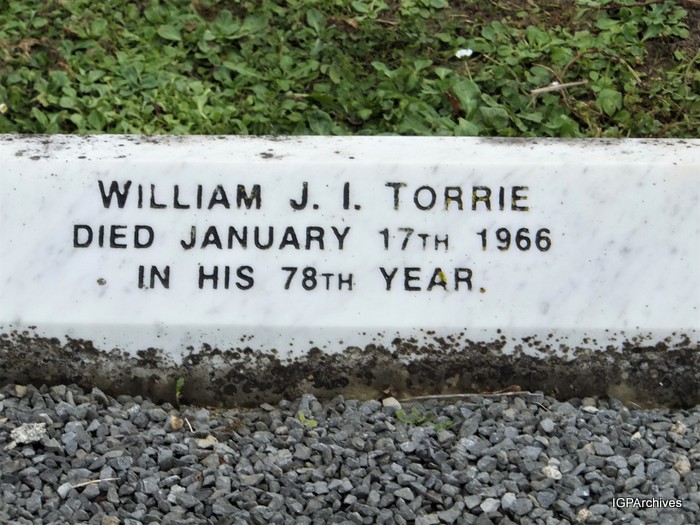 WILLIAM J. I. TORRIE
DIED JANUARY 17TH 1966
IN HIS 78TH YEAR.
IGPArchives